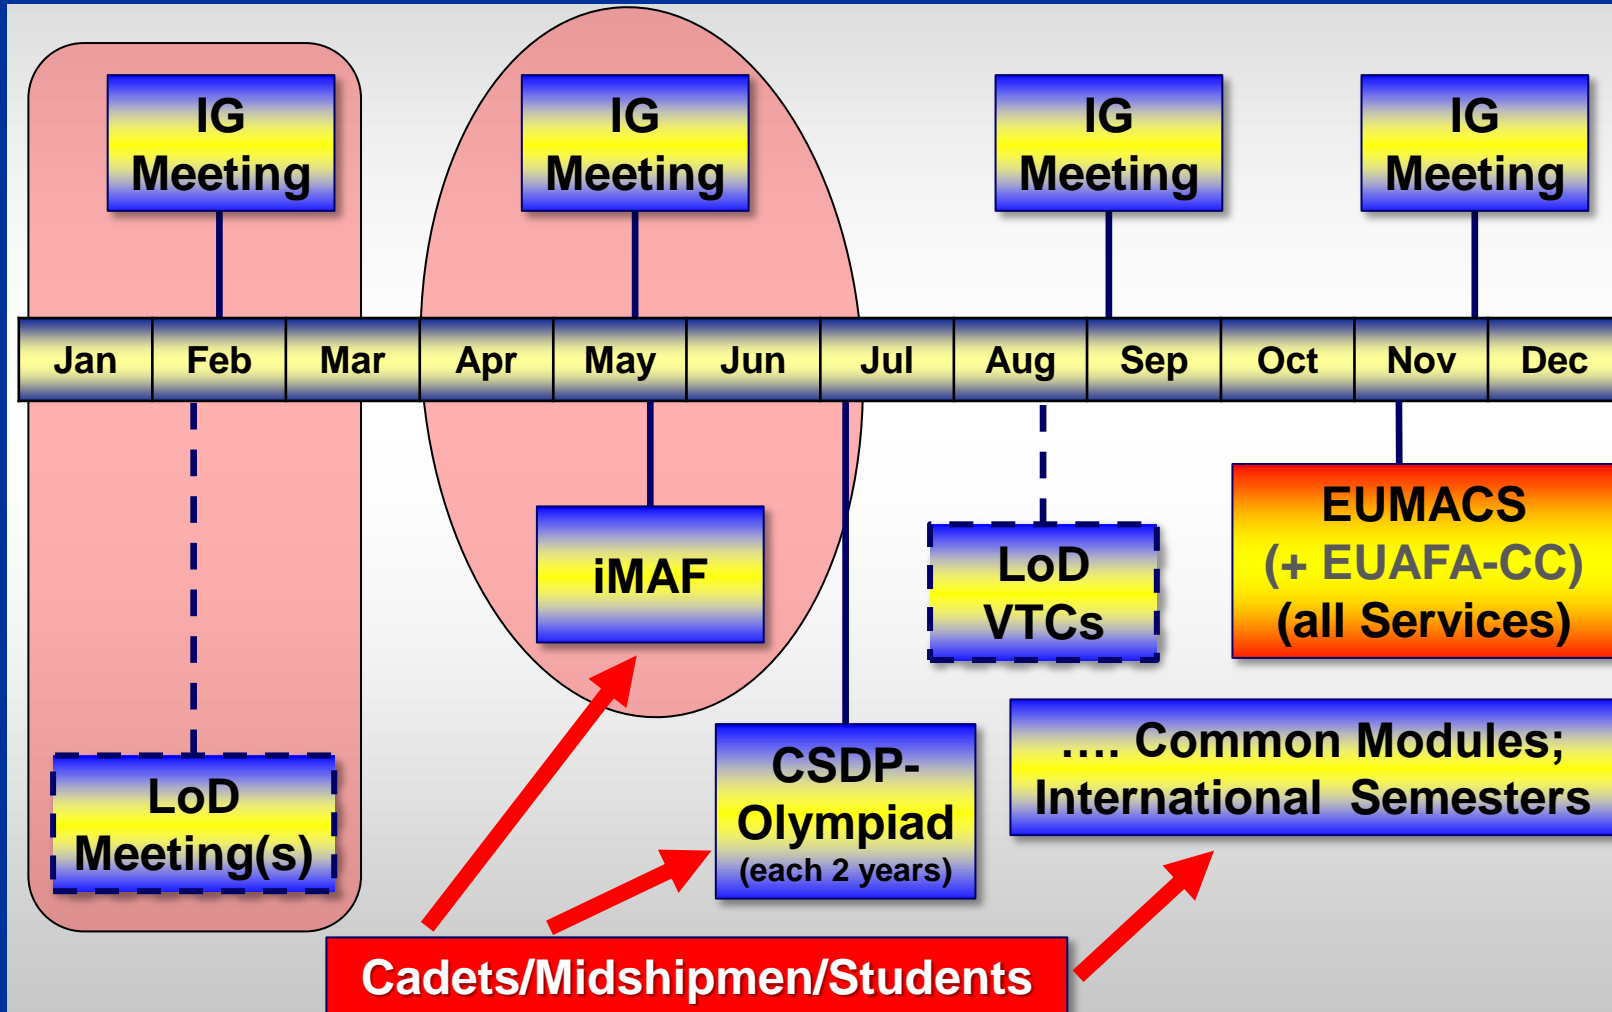 IG
Meeting
IG
Meeting
IG
Meeting
IG
Meeting
Jan Feb Mar Apr May Jun Jul Aug Sep Oct Nov Dec
iMAF
LoD
VTCs
EUMACS
(+ EUAFA-CC)
(all Services)
LoD
Meeting(s)
CSDP-
Olympiad
(each 2 years)
.... Common Modules;
International Semesters
Cadets/Midshipmen/Students